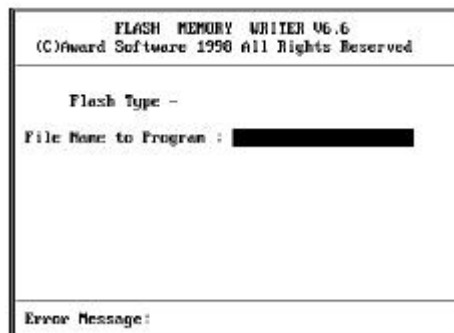 FLASH MEMORY WRITER V6.6
(C)Award Software 1998 All Rights Reserved
Flash Type -
File Name to Program :
Error Message: